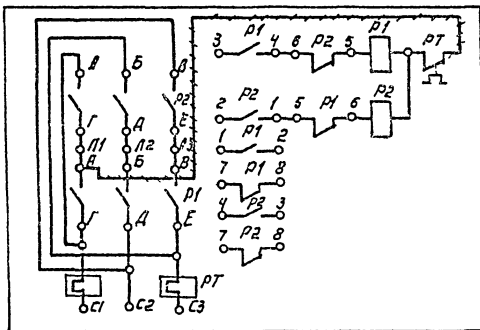 А Б В
Р2
Г Д Е
Л1 Л2 Л3
А Б В
Р1
Г Д Е
РТ
С1 С2 С3
3 Р1 4 6 Р2 5 Р1 РТ
2 Р2 1 5 Р1 6 Р2
1 Р1 2
7 Р1 8
4 Р2 3
7 Р2 8